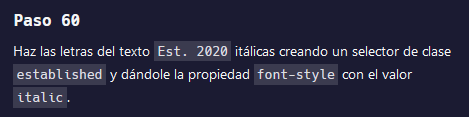 Paso 60
Haz las letras del texto Est. 2020 itálicas creando un selector de clase
established y dándole la propiedad font-style con el valor
italic.